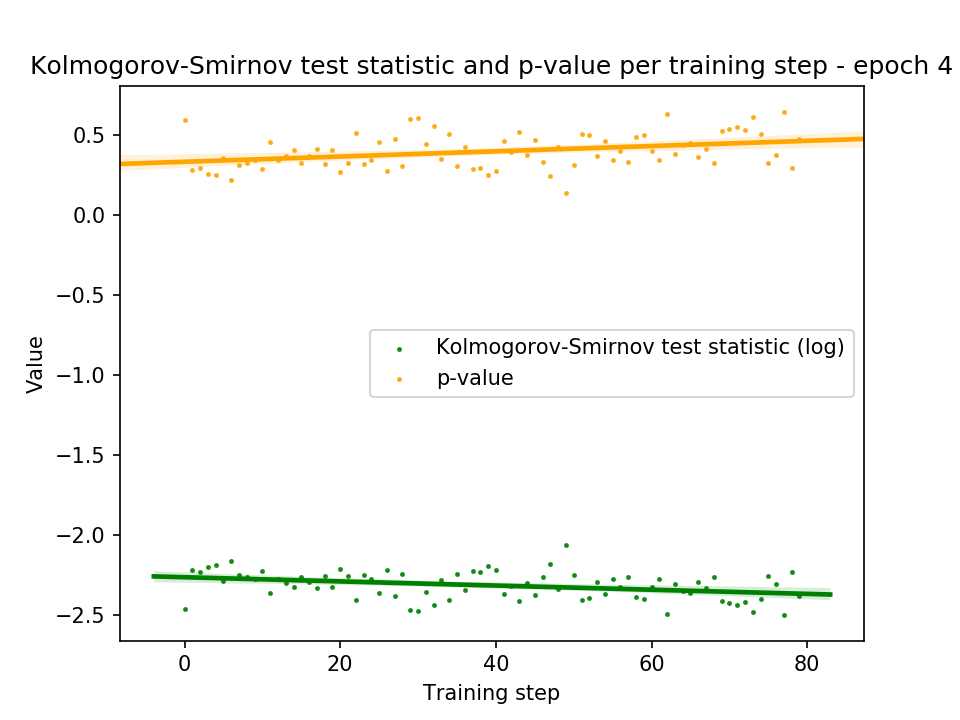 Kolmogorov-Smirnov test statistic and p-value per training step - epoch 4
Value
0.5
0.0
−0.5
−1.0
−1.5
−2.0
−2.5
Kolmogorov-Smirnov test statistic (log)
p-value
0 20 40 60 80
Training step